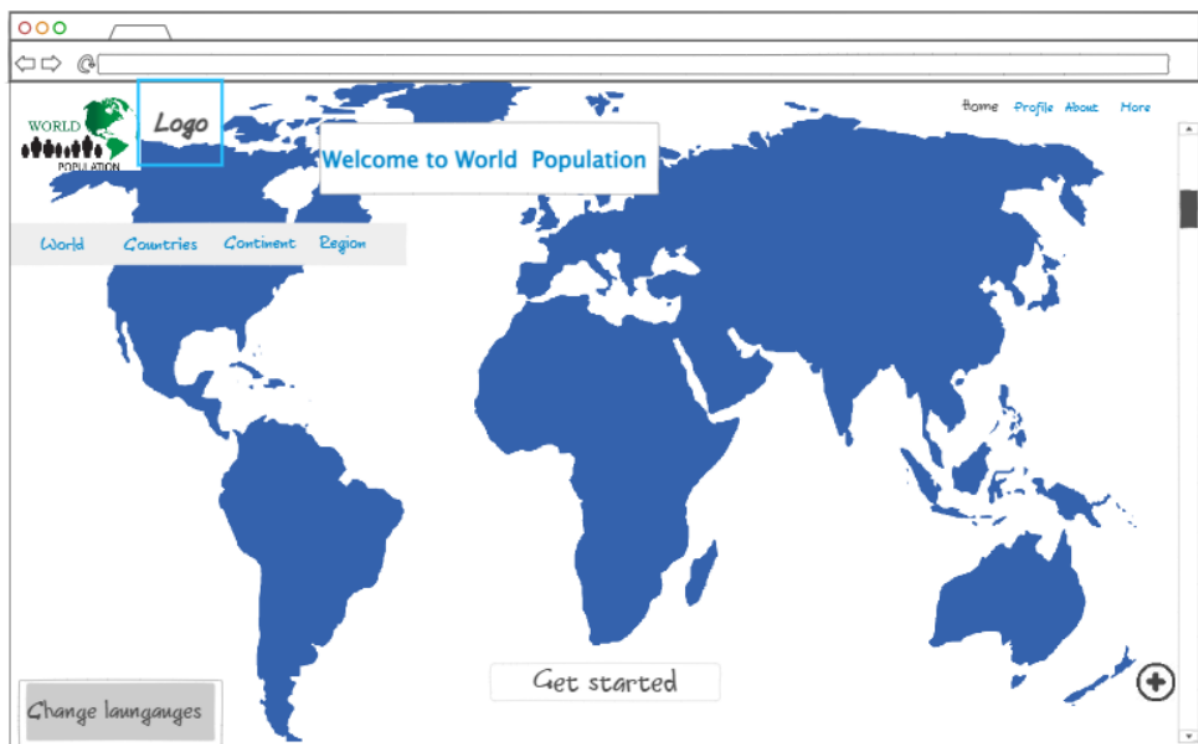 WORLD
POPULATION
Logo
Home Profile About More
Welcome to World Population
World Countries Continent Region
Get started
Change laungauges